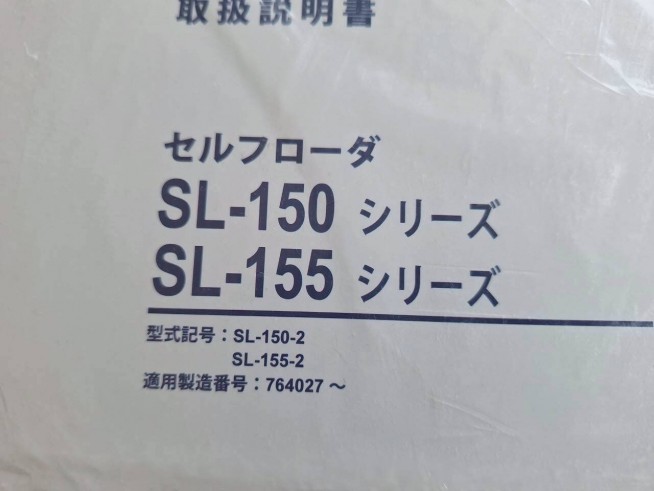 取扱説明書
セルフローダ
SL-150 シリーズ
SL-155 シリーズ
型式記号：SL-150-2
SL-155-2
適用製造番号：764027～